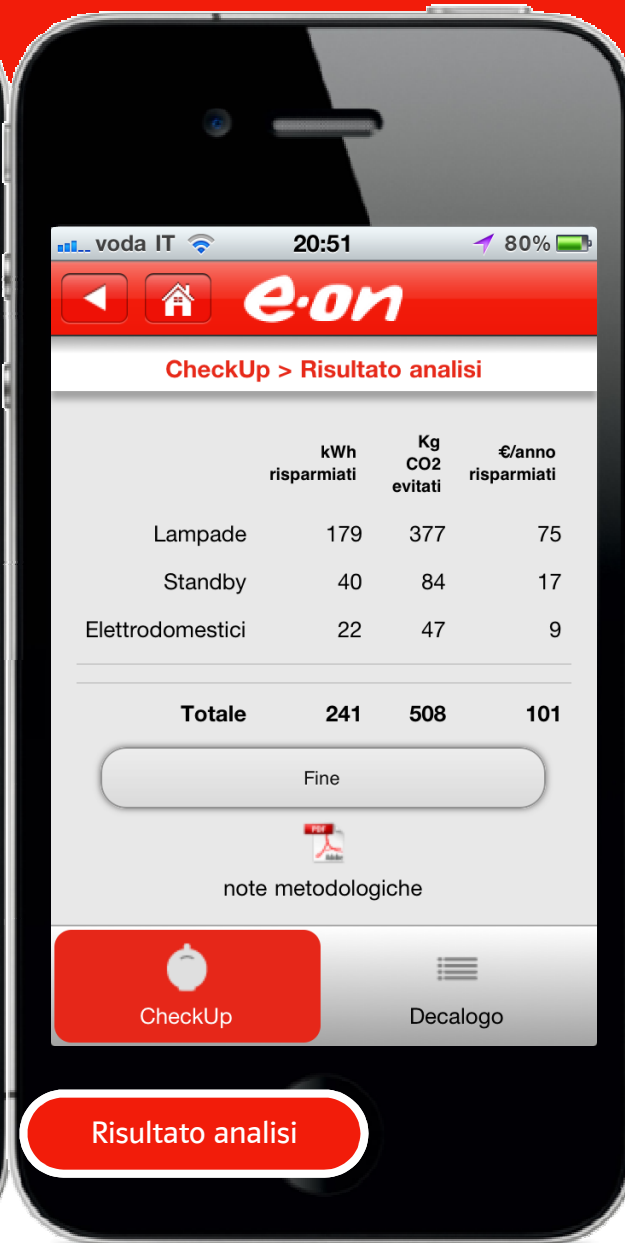 voda IT 20:51 80%
e·on
CheckUp > Risultato analisi
kWh risparmiati Kg CO2 evitati €/anno risparmiati
Lampade 179 377 75
Standby 40 84 17
Elettrodomestici 22 47 9
Totale 241 508 101
Fine
PDF
Adobe
note metodologiche
CheckUp Decalogo
Risultato analisi